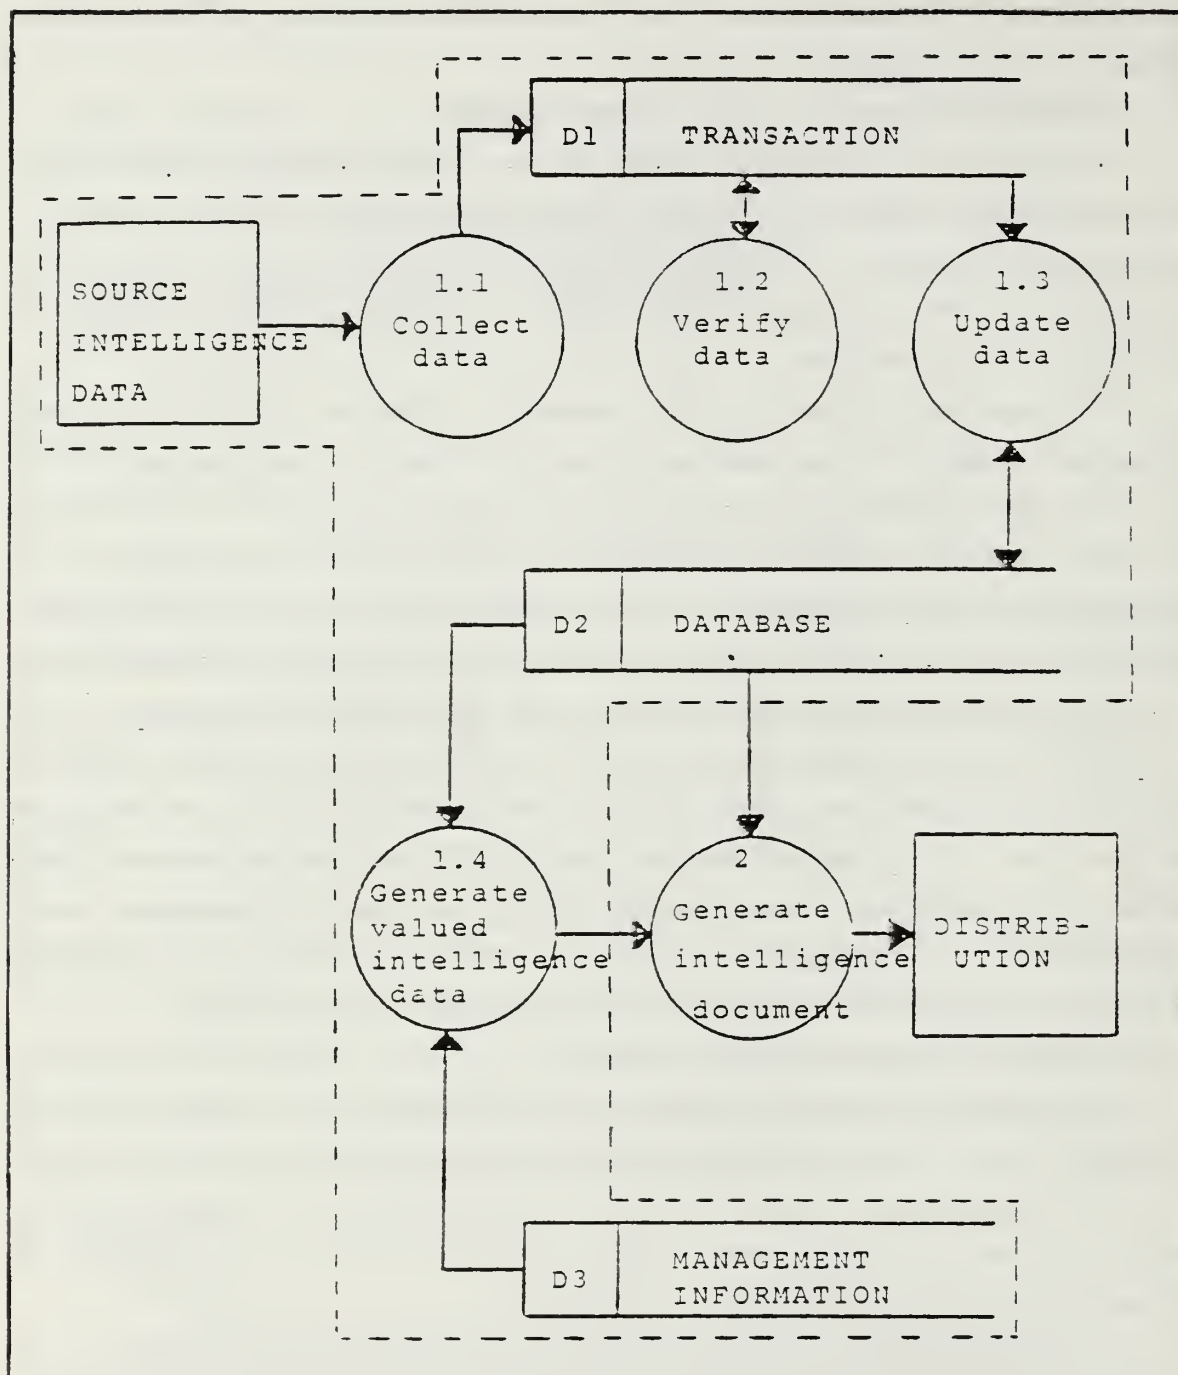 D1 TRANSACTION
SOURCE
INTELLIGENCE
DATA
1.1
Collect
data
1.2
Verify
data
1.3
Update
data
D2 DATABASE
1.4
Generate
valued
intelligence
data
2
Generate
intelligence
document
DISTRIB-
UTION
D3
MANAGEMENT
INFORMATION